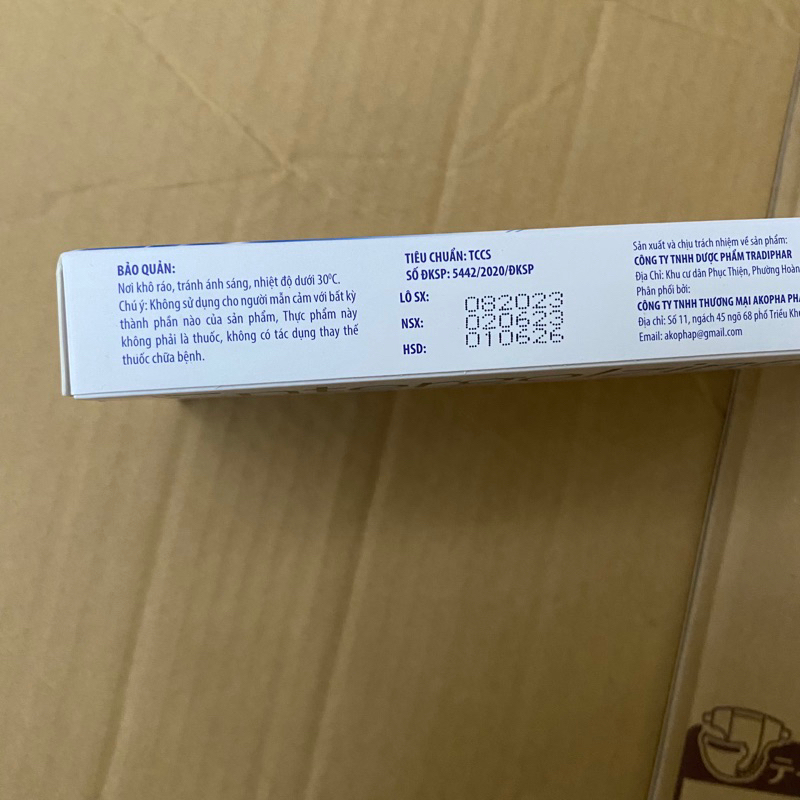 BẢO QUẢN:
Nơi khô ráo, tránh ánh sáng, nhiệt độ dưới 30⁰C.
Chú ý: Không sử dụng cho người mẫn cảm với bất kỳ
thành phần nào của sản phẩm, Thực phẩm này
không phải là thuốc, không có tác dụng thay thế
thuốc chữa bệnh.
TIÊU CHUẨN: TCCS
SỐ ĐKSP: 5442/2020/ĐKSP
LÔ SX: 082023
NSX: 020623
HSD: 010626
Sản xuất và chịu trách nhiệm về sản phẩm:
CÔNG TY TNHH DƯỢC PHẨM TRADIPHAR
Địa Chỉ: Khu cư dân Phục Thiện, Phường Hoàn
Phân phối bởi:
CÔNG TY TNHH THƯƠNG MẠI AKOPHA PHA
Địa chỉ: Số 11, ngách 45 ngõ 68 phố Triều Khú
Email: akophap@gmail.com
テ